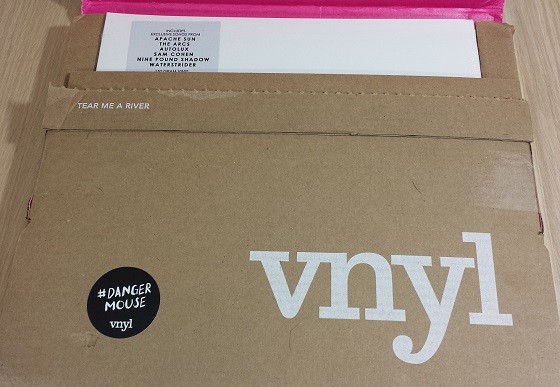 INCLUDES
EXCLUSIVE SONGS FROM
APACHE SUN
THE ARCS
AUTOLUX
SAM COHEN
NINE POUND SHADOW
WATERSTRIDER
TEAR ME A RIVER
#DANGER
MOUSE
vnyl
vnyl